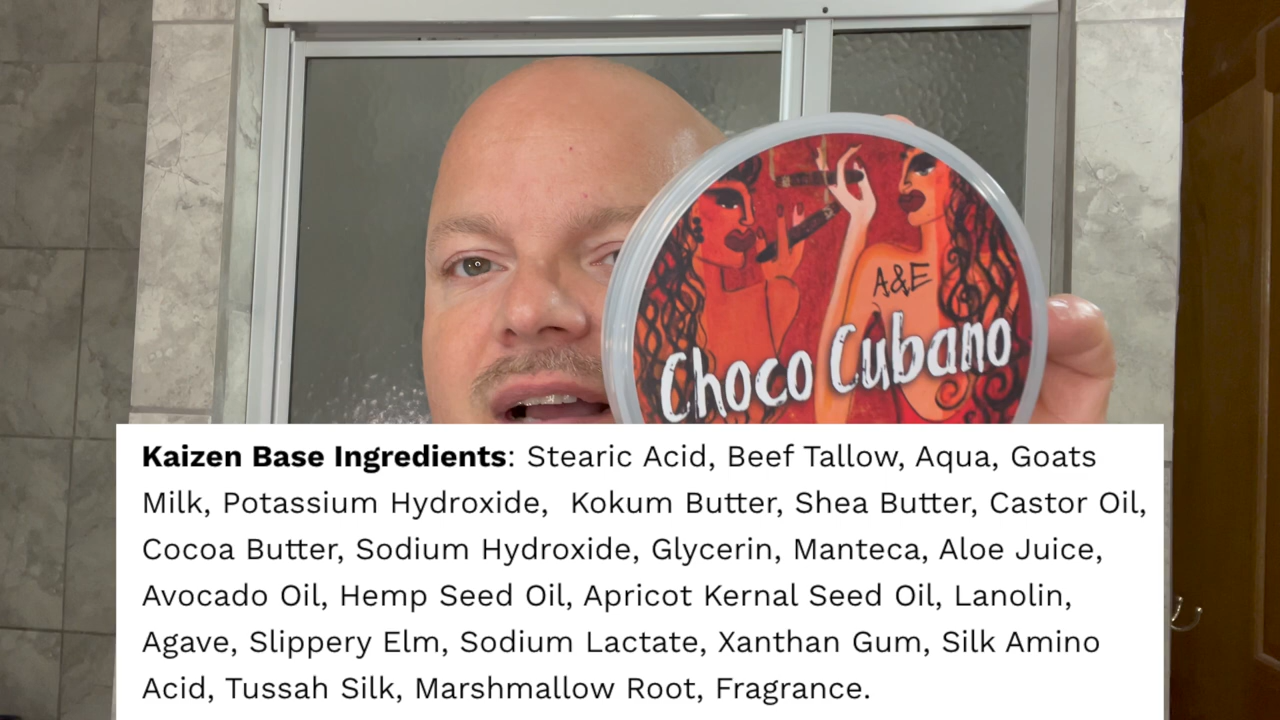 A&E
Choco Cubano
Kaizen Base Ingredients: Stearic Acid, Beef Tallow, Aqua, Goats
Milk, Potassium Hydroxide, Kokum Butter, Shea Butter, Castor Oil,
Cocoa Butter, Sodium Hydroxide, Glycerin, Manteca, Aloe Juice,
Avocado Oil, Hemp Seed Oil, Apricot Kernal Seed Oil, Lanolin,
Agave, Slippery Elm, Sodium Lactate, Xanthan Gum, Silk Amino
Acid, Tussah Silk, Marshmallow Root, Fragrance.